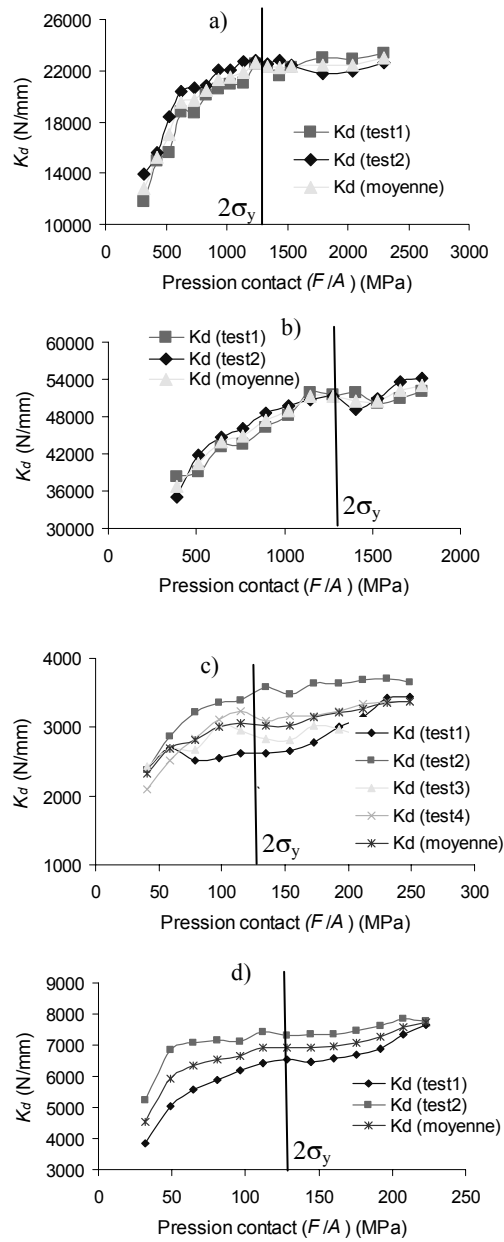 a)
26000
22000
18000
14000
10000
Kd (N/mm)
Kd (test1)
Kd (test2)
Kd (moyenne)
2σy
0 500 1000 1500 2000 2500 3000
Pression contact (F/A) (MPa)
b)
60000
54000
48000
42000
36000
30000
Kd (N/mm)
Kd (test1)
Kd (test2)
Kd (moyenne)
2σy
0 500 1000 1500 2000
Pression contact (F/A) (MPa)
c)
4000
3000
2000
1000
Kd (N/mm)
Kd (test1)
Kd (test2)
Kd (test3)
Kd (test4)
Kd (moyenne)
2σy
0 50 100 150 200 250 300
Pression contact (F/A) (MPa)
d)
9000
8000
7000
6000
5000
4000
3000
Kd (N/mm)
Kd (test1)
Kd (test2)
Kd (moyenne)
2σy
0 50 100 150 200 250
Pression contact (F/A) (MPa)